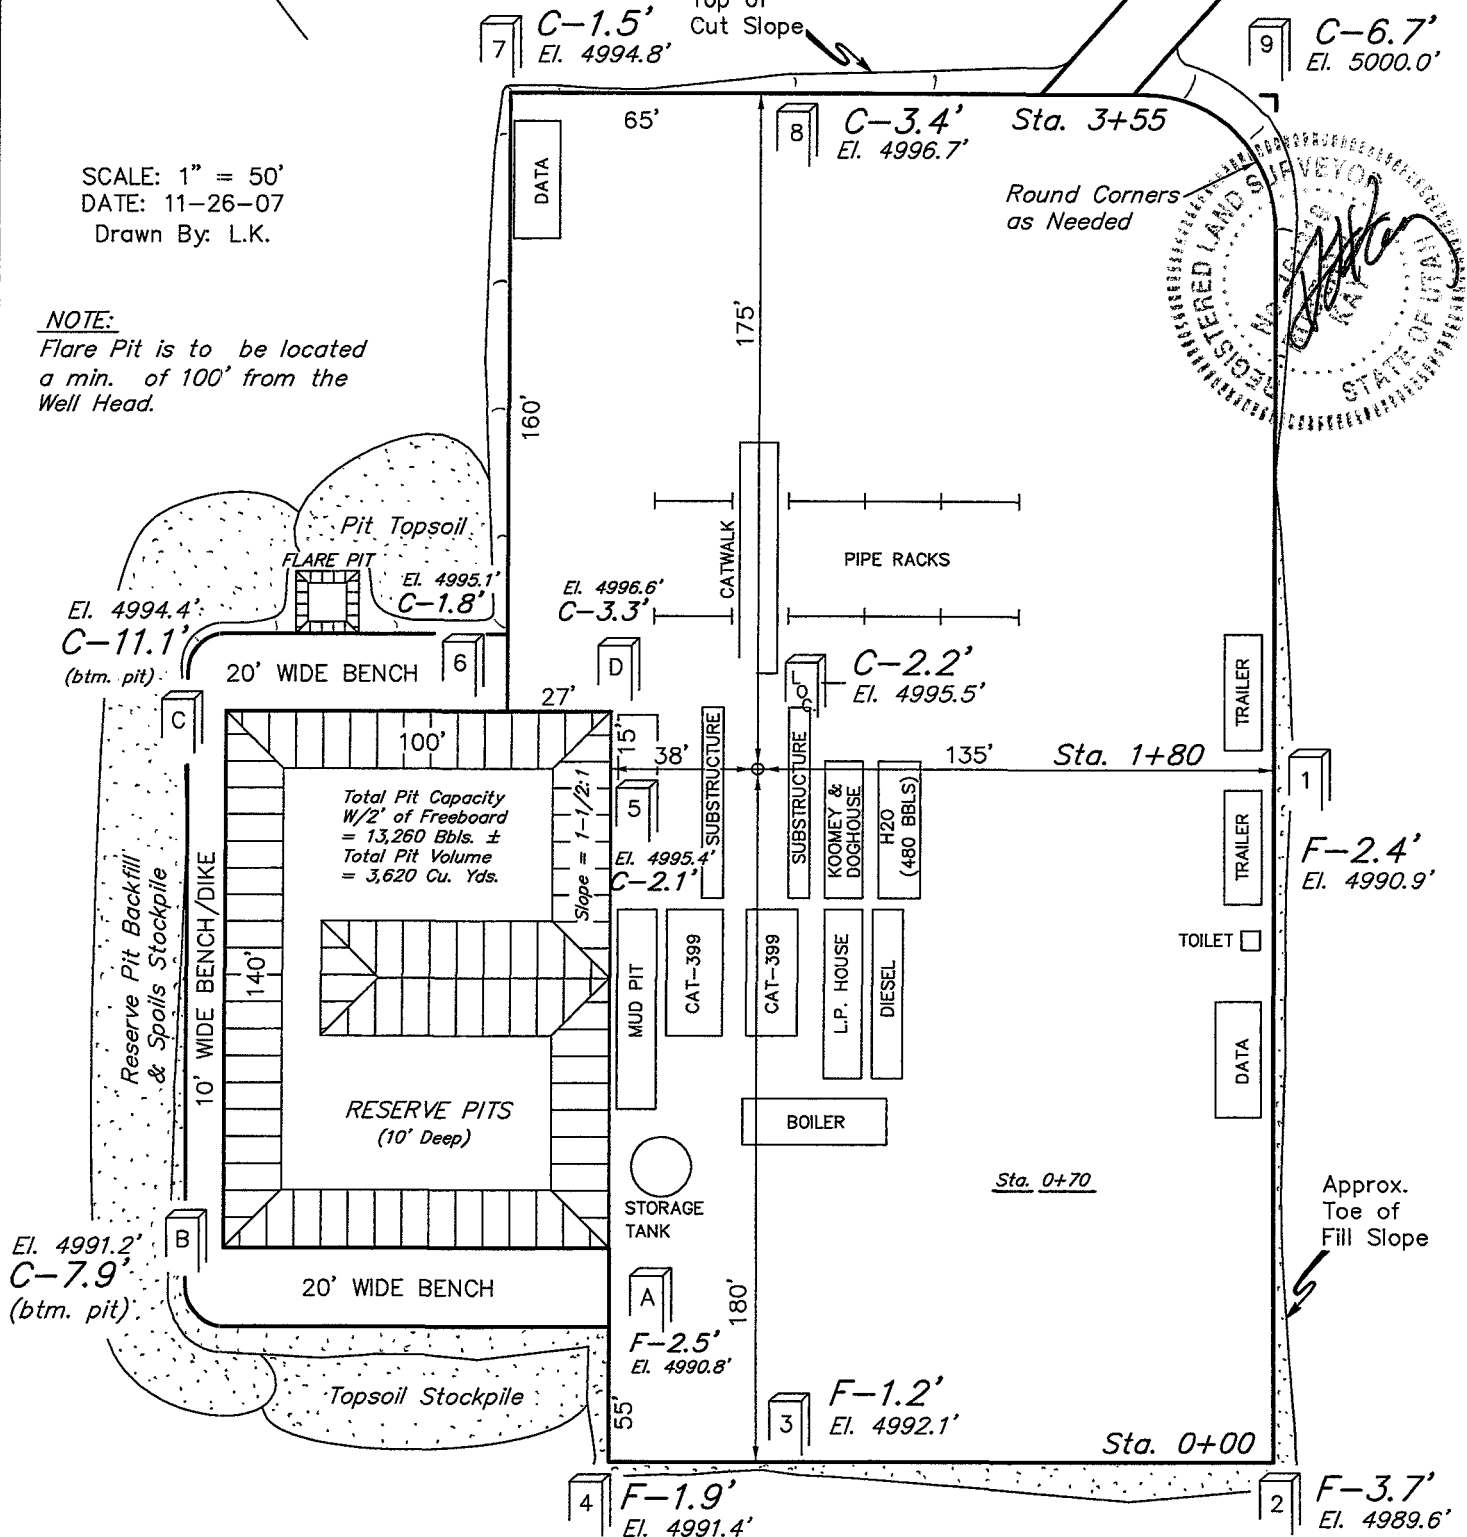 Top of
Cut Slope
7
C-1.5'
El. 4994.8'
9
C-6.7'
El. 5000.0'
65'
8
C-3.4'
El. 4996.7'
Sta. 3+55
SCALE: 1" = 50'
DATE: 11-26-07
Drawn By: L.K.
DATA
Round Corners
as Needed
REGISTERED LAND SURVEYOR
STATE OF UTAH
No.
KAY
NOTE:
Flare Pit is to be located
a min. of 100' from the
Well Head.
175'
160'
Pit Topsoil
FLARE PIT
El. 4995.1'
C-1.8'
CATWALK
PIPE RACKS
El. 4996.6'
C-3.3'
El. 4994.4'
C-11.1'
(btm. pit)
20' WIDE BENCH
6
D
LOC.
C-2.2'
El. 4995.5'
TRAILER
C
27'
100'
15'
38'
SUBSTRUCTURE
SUBSTRUCTURE
135'
Sta. 1+80
1
Total Pit Capacity
W/2' of Freeboard
= 13,260 Bbls. ±
Total Pit Volume
= 3,620 Cu. Yds.
Slope = 1-1/2:1
5
El. 4995.4'
C-2.1'
KOOMEY &
DOGHOUSE
H2O
(480 BBLS)
TRAILER
F-2.4'
El. 4990.9'
Reserve Pit Backfill
& Spoils Stockpile
10' WIDE BENCH/DIKE
140'
MUD PIT
CAT-399
CAT-399
L.P. HOUSE
DIESEL
TOILET
DATA
RESERVE PITS
(10' Deep)
BOILER
STORAGE
TANK
Sta. 0+70
Approx.
Toe of
Fill Slope
B
El. 4991.2'
C-7.9'
(btm. pit)
20' WIDE BENCH
A
F-2.5'
El. 4990.8'
180'
Topsoil Stockpile
55'
3
F-1.2'
El. 4992.1'
Sta. 0+00
4
F-1.9'
El. 4991.4'
2
F-3.7'
El. 4989.6'